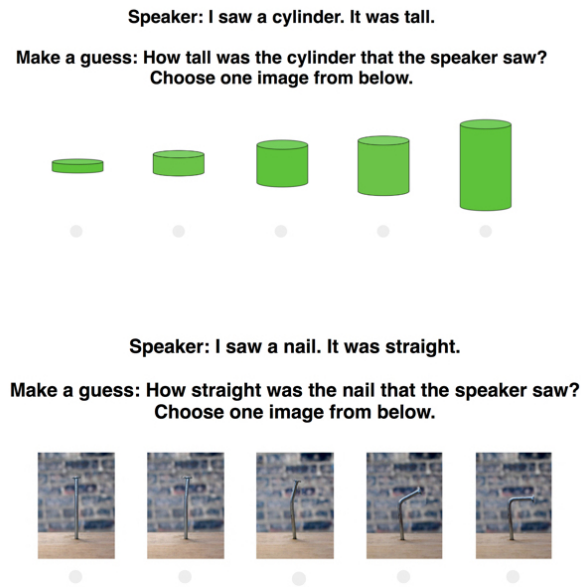 Speaker: I saw a cylinder. It was tall.
Make a guess: How tall was the cylinder that the speaker saw?
Choose one image from below.
Speaker: I saw a nail. It was straight.
Make a guess: How straight was the nail that the speaker saw?
Choose one image from below.